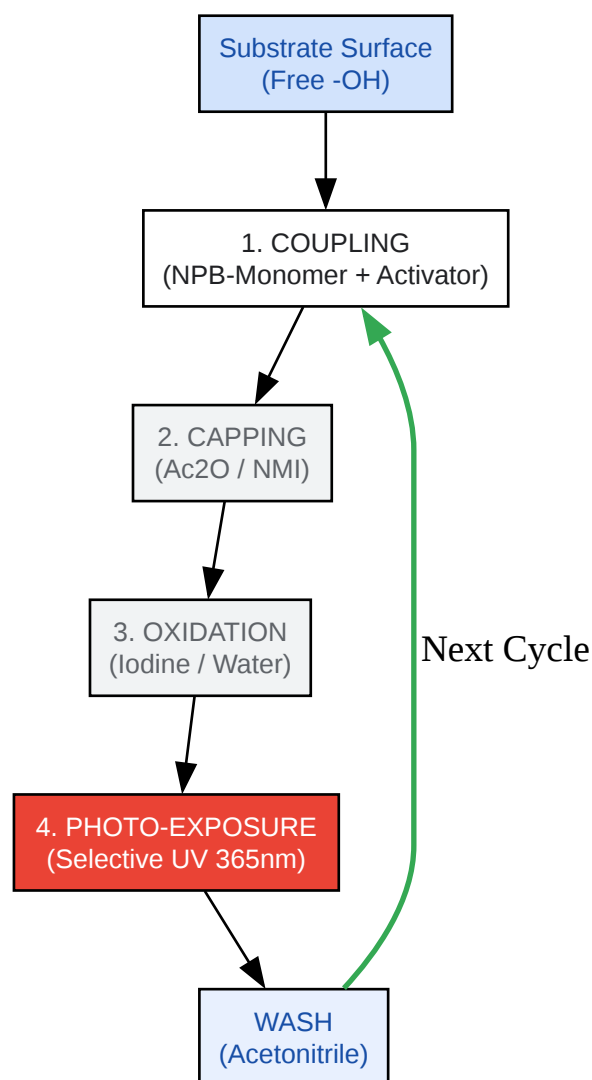 Substrate Surface
(Free -OH)
1. COUPLING
(NPB-Monomer + Activator)
2. CAPPING
(Ac2O / NMI)
3. OXIDATION
(Iodine / Water)
Next Cycle
4. PHOTO-EXPOSURE
(Selective UV 365nm)
WASH
(Acetonitrile)